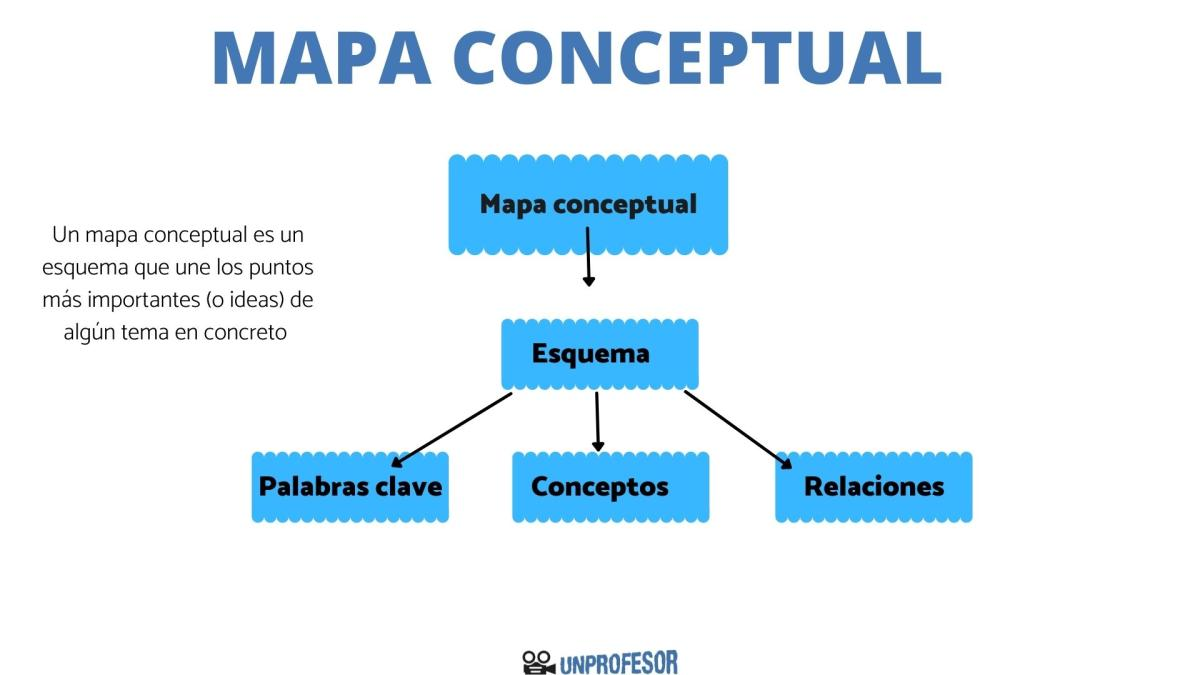 MAPA CONCEPTUAL
Mapa conceptual
Un mapa conceptual es un
esquema que une los puntos
más importantes (o ideas) de
algún tema en concreto
Esquema
Palabras clave
Conceptos
Relaciones
UNPROFESOR